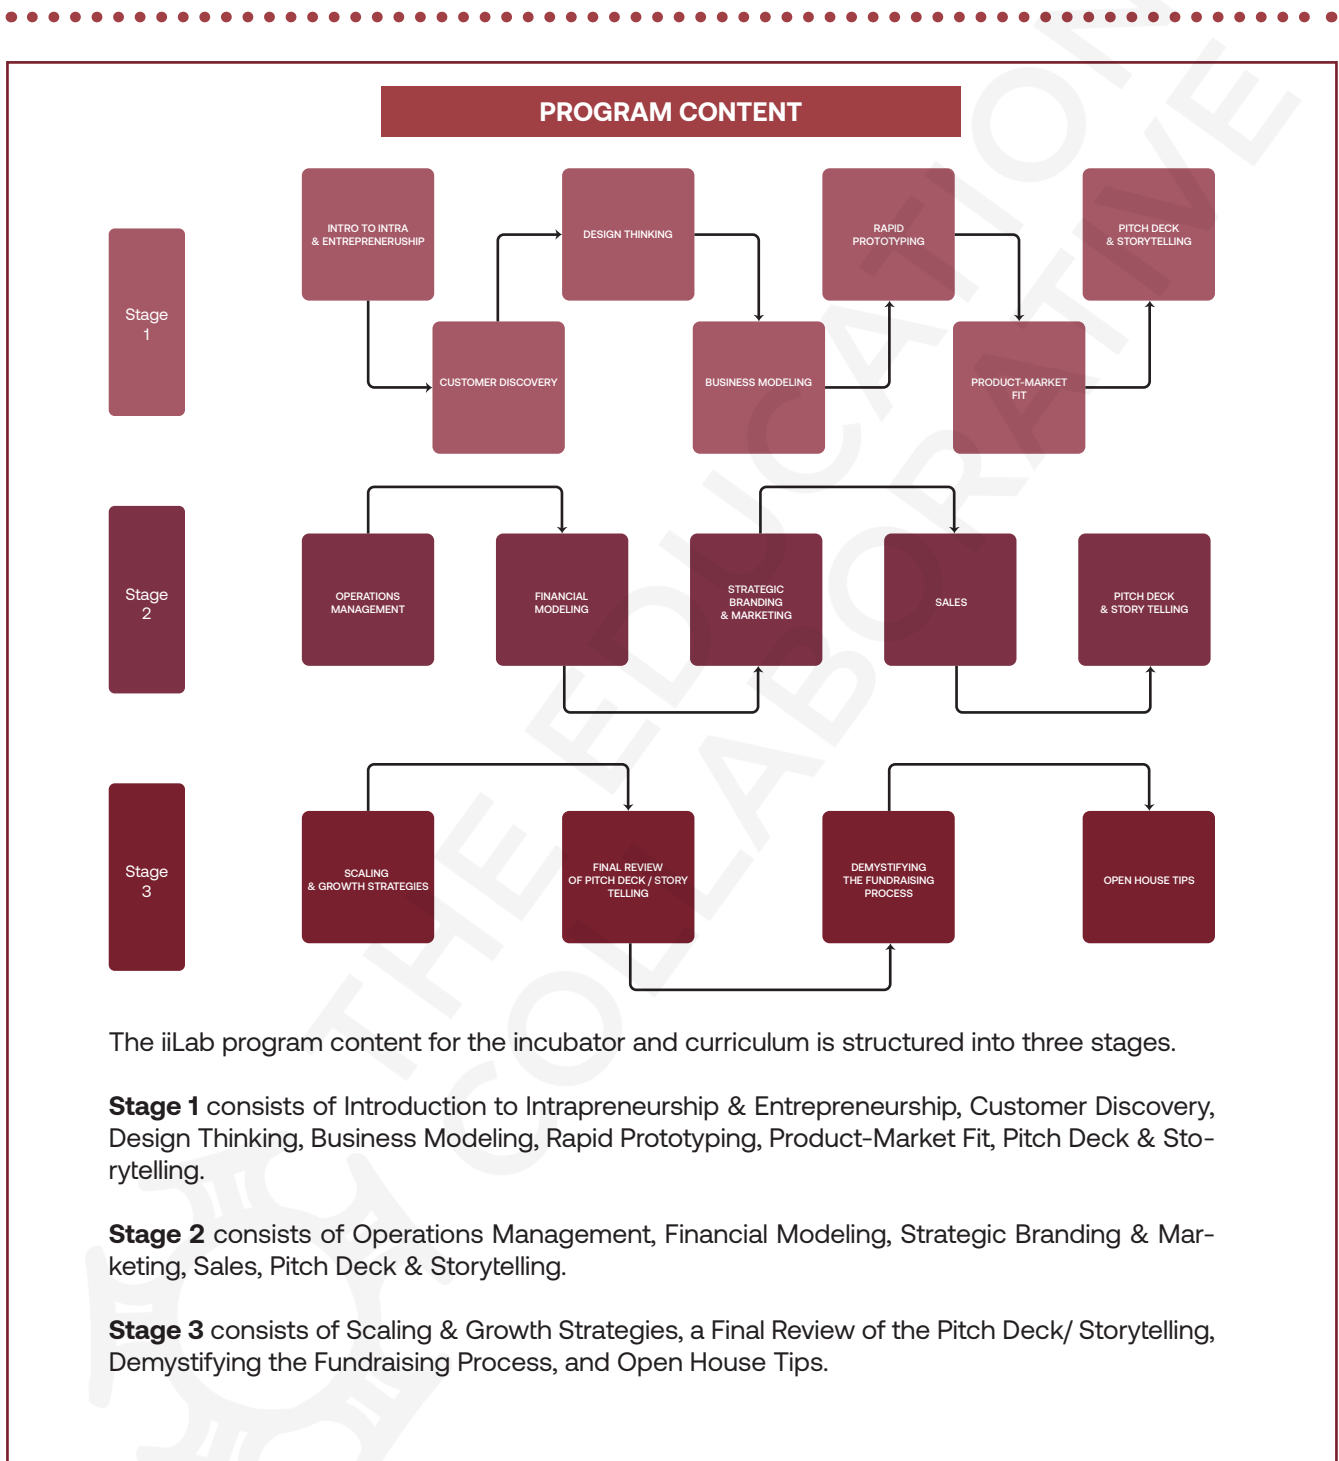 PROGRAM CONTENT
Stage
1
INTRO TO INTRA
& ENTREPRENERUSHIP
CUSTOMER DISCOVERY
DESIGN THINKING
BUSINESS MODELING
RAPID
PROTOTYPING
PRODUCT-MARKET
FIT
PITCH DECK
& STORYTELLING
Stage
2
OPERATIONS
MANAGEMENT
FINANCIAL
MODELING
STRATEGIC
BRANDING
& MARKETING
SALES
PITCH DECK
& STORY TELLING
Stage
3
SCALING
& GROWTH STRATEGIES
FINAL REVIEW
OF PITCH DECK / STORY
TELLING
DEMYSTIFYING
THE FUNDRAISING
PROCESS
OPEN HOUSE TIPS
The iiLab program content for the incubator and curriculum is structured into three stages.
Stage 1 consists of Introduction to Intrapreneurship & Entrepreneurship, Customer Discovery,
Design Thinking, Business Modeling, Rapid Prototyping, Product-Market Fit, Pitch Deck & Sto-
rytelling.
Stage 2 consists of Operations Management, Financial Modeling, Strategic Branding & Mar-
keting, Sales, Pitch Deck & Storytelling.
Stage 3 consists of Scaling & Growth Strategies, a Final Review of the Pitch Deck/ Storytelling,
Demystifying the Fundraising Process, and Open House Tips.
THE EDUCATION
COLLABORATIVE